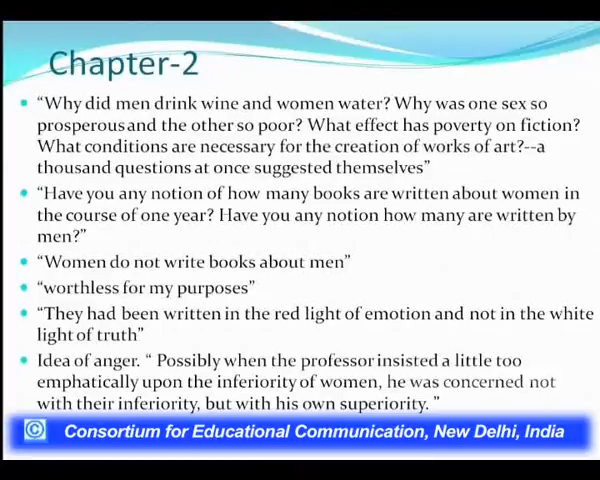 Chapter-2
“Why did men drink wine and women water? Why was one sex so
prosperous and the other so poor? What effect has poverty on fiction?
What conditions are necessary for the creation of works of art?--a
thousand questions at once suggested themselves”
“Have you any notion of how many books are written about women in
the course of one year? Have you any notion how many are written by
men?”
“Women do not write books about men”
“worthless for my purposes”
“They had been written in the red light of emotion and not in the white
light of truth”
Idea of anger. “ Possibly when the professor insisted a little too
emphatically upon the inferiority of women, he was concerned not
with their inferiority, but with his own superiority. ”
© Consortium for Educational Communication, New Delhi, India